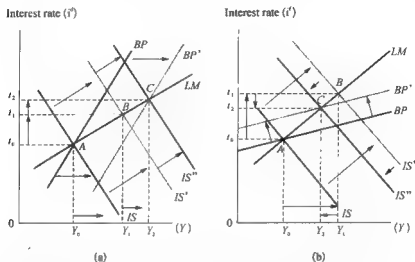 Interest rate (i^d)
BP
BP'
LM
C
i₂
i₁
B
i₀
A
IS"
IS'
0
Y₀
Y₁
Y₂
(Y)
IS
(a)
Interest rate (i^d)
LM
i₁
B
BP'
i₂
C
BP
i₀
A
IS'
IS"
0
Y₀
Y₂
Y₁
(Y)
IS
(b)